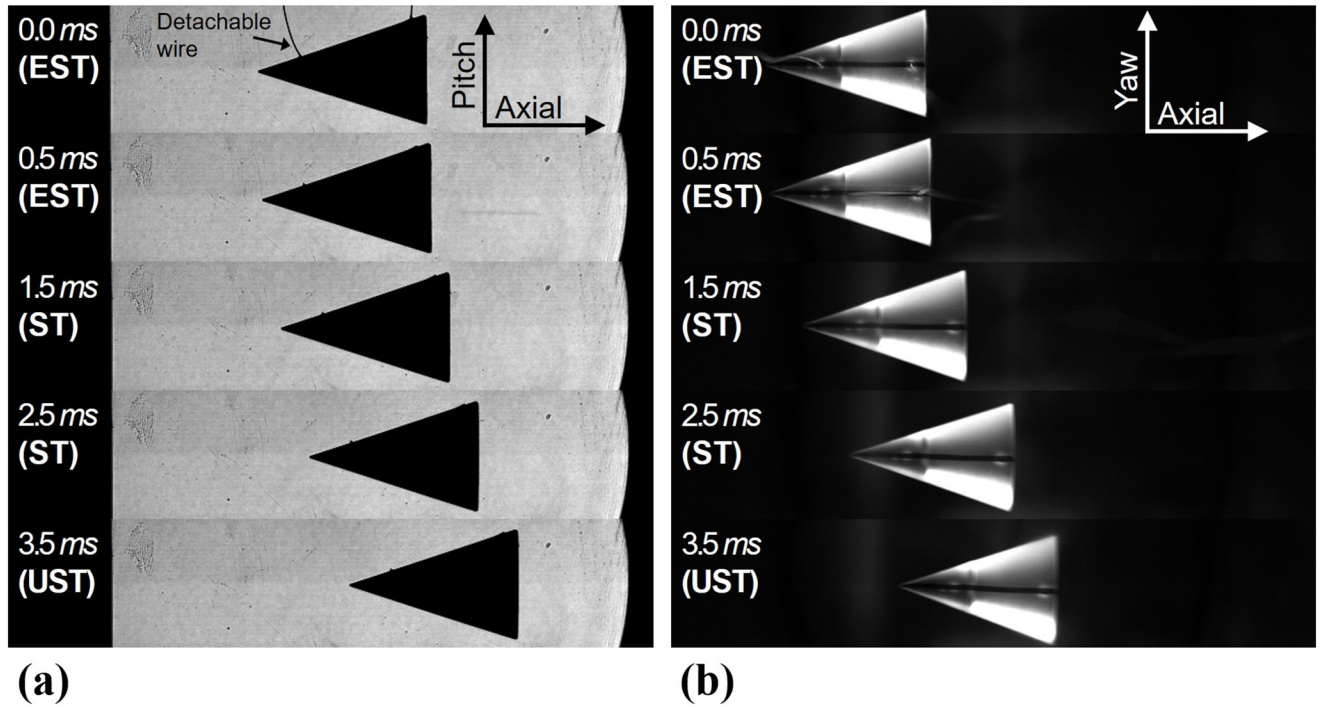 0.0 ms
(EST)
Detachable
wire
Pitch
Axial
0.5 ms
(EST)
1.5 ms
(ST)
2.5 ms
(ST)
3.5 ms
(UST)
(a)
0.0 ms
(EST)
Yaw
Axial
0.5 ms
(EST)
1.5 ms
(ST)
2.5 ms
(ST)
3.5 ms
(UST)
(b)